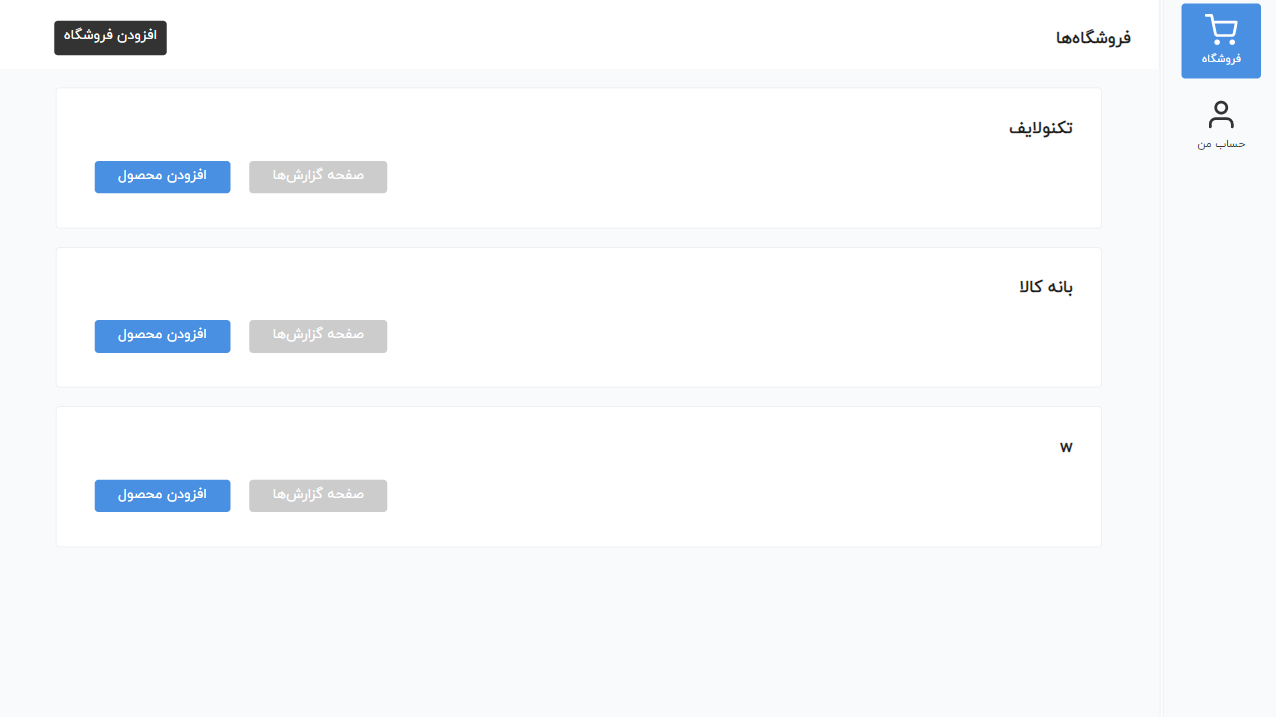 فروشگاه
حساب من
فروشگاه‌ها
افزودن فروشگاه
تکنولایف
صفحه گزارش‌ها
افزودن محصول
بانه کالا
صفحه گزارش‌ها
افزودن محصول
w
صفحه گزارش‌ها
افزودن محصول